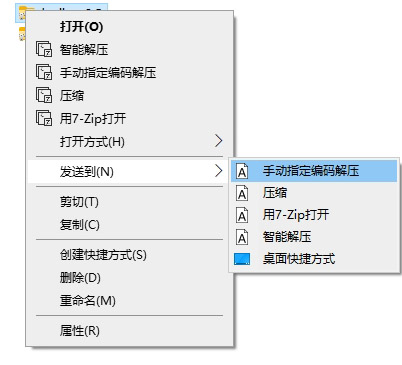 打开(O)
智能解压
手动指定编码解压
压缩
用7-Zip打开
打开方式(H)
发送到(N)
剪切(T)
复制(C)
创建快捷方式(S)
删除(D)
重命名(M)
属性(R)
手动指定编码解压
压缩
用7-Zip打开
智能解压
桌面快捷方式